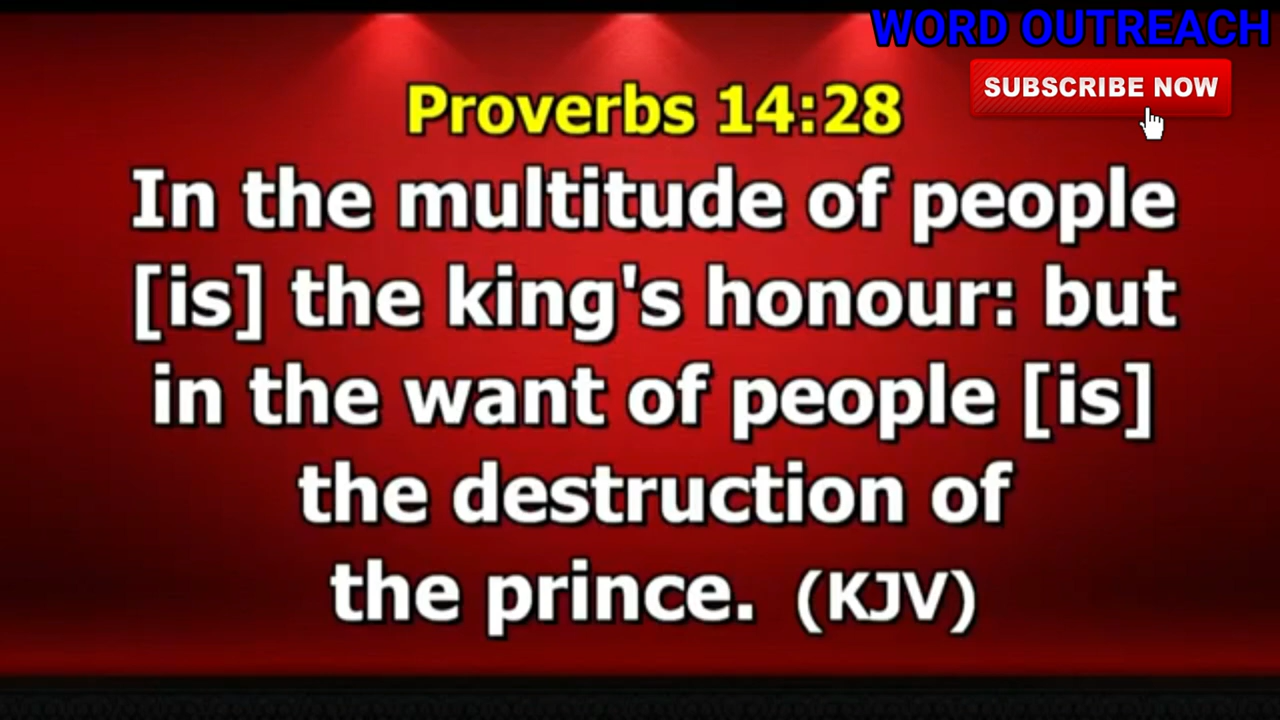 WORD OUTREACH
SUBSCRIBE NOW
Proverbs 14:28
In the multitude of people
[is] the king's honour: but
in the want of people [is]
the destruction of
the prince. (KJV)